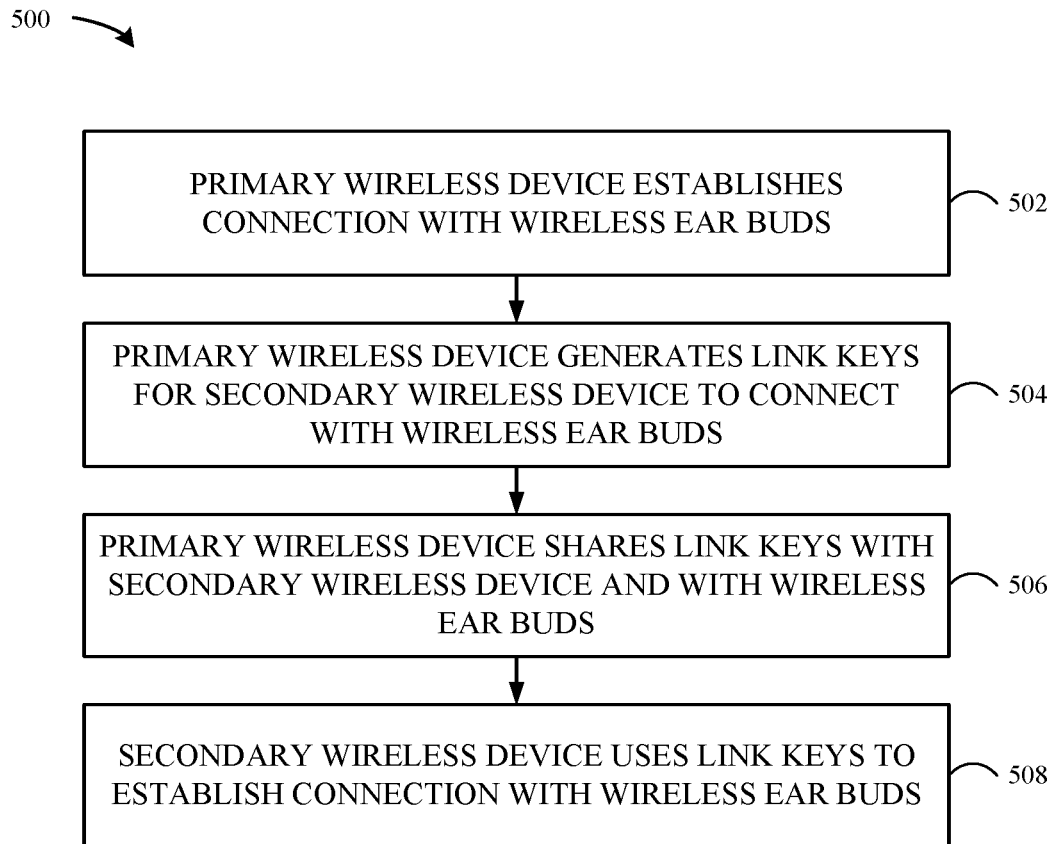 500
PRIMARY WIRELESS DEVICE ESTABLISHES
CONNECTION WITH WIRELESS EAR BUDS
502
PRIMARY WIRELESS DEVICE GENERATES LINK KEYS
FOR SECONDARY WIRELESS DEVICE TO CONNECT
WITH WIRELESS EAR BUDS
504
PRIMARY WIRELESS DEVICE SHARES LINK KEYS WITH
SECONDARY WIRELESS DEVICE AND WITH WIRELESS
EAR BUDS
506
SECONDARY WIRELESS DEVICE USES LINK KEYS TO
ESTABLISH CONNECTION WITH WIRELESS EAR BUDS
508